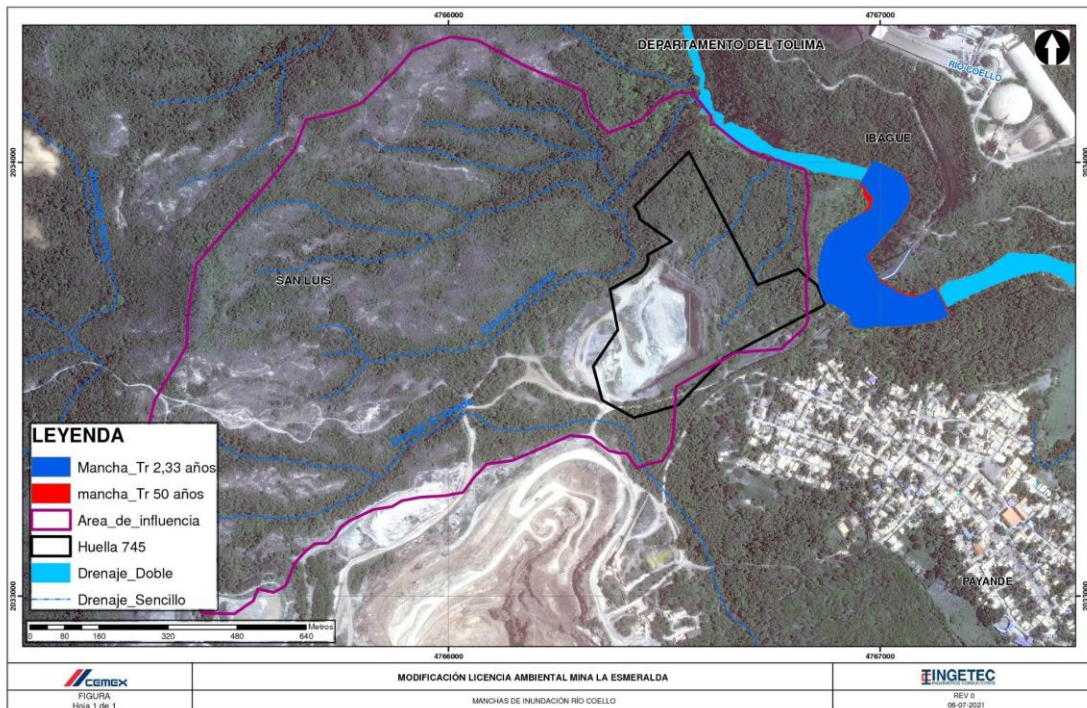 4766000
4767000
DEPARTAMENTO DEL TOLIMA
RÍO COELLO
IBAGUE
2034000
2034000
SAN LUIS
LEYENDA
Mancha_Tr 2,33 años
mancha_Tr 50 años
Area_de_influencia
Huella 745
Drenaje_Doble
Drenaje_Sencillo
Metros
0 80 160 320 480 640
PAYANDE
2033000
2033000
4766000
4767000
CEMEX
FIGURA
Hoja 1 de 1
MODIFICACIÓN LICENCIA AMBIENTAL MINA LA ESMERALDA
MANCHAS DE INUNDACIÓN RÍO COELLO
INGETEC
INGENIEROS CONSULTORES
REV 0
06-07-2021